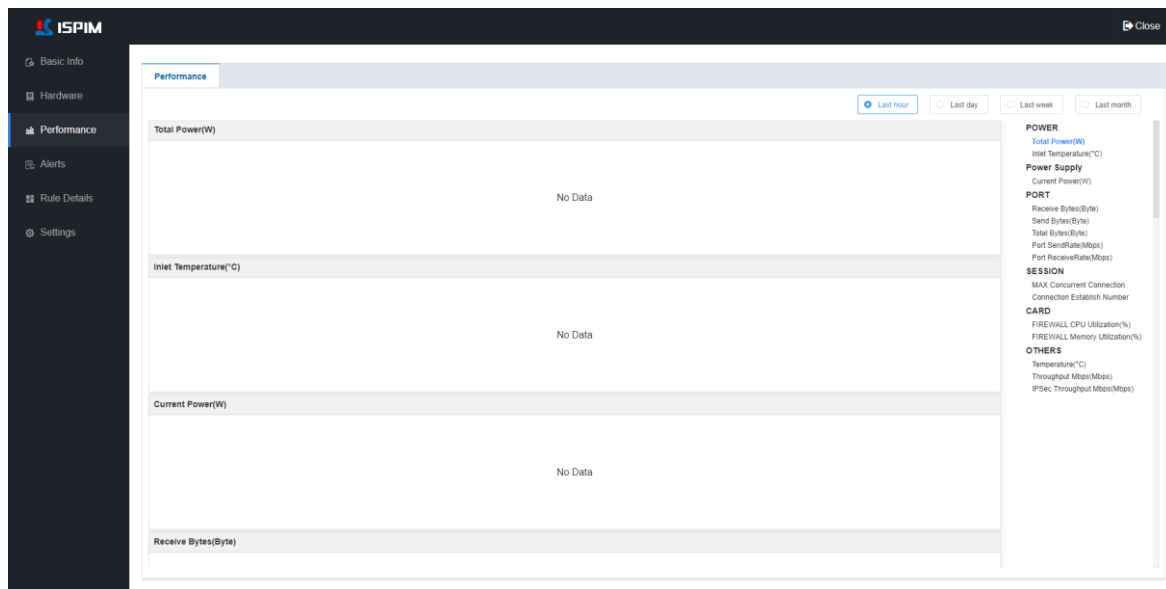 ISPIM
Close
Basic Info
Hardware
Performance
Alerts
Rule Details
Settings
Performance
Last hour
Last day
Last week
Last month
Total Power(W)
No Data
Inlet Temperature(°C)
No Data
Current Power(W)
No Data
Receive Bytes(Byte)
POWER
Total Power(W)
Inlet Temperature(°C)
Power Supply
Current Power(W)
PORT
Receive Bytes(Byte)
Send Bytes(Byte)
Total Bytes(Byte)
Port SendRate(Mbps)
Port ReceiveRate(Mbps)
SESSION
MAX Concurrent Connection
Connection Establish Number
CARD
FIREWALL CPU Utilization(%)
FIREWALL Memory Utilization(%)
OTHERS
Temperature(°C)
Throughput Mbps(Mbps)
IPSec Throughput Mbps(Mbps)